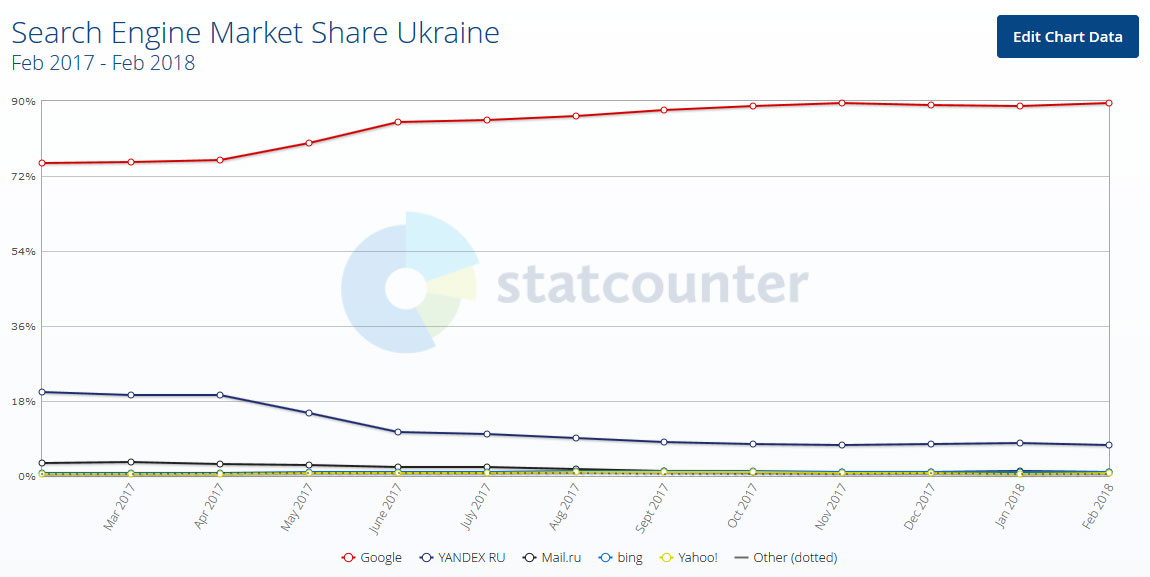 Search Engine Market Share Ukraine
Feb 2017 - Feb 2018
Edit Chart Data
90%
72%
54%
36%
18%
0%
statcounter
Mar 2017
Apr 2017
May 2017
June 2017
July 2017
Aug 2017
Sept 2017
Oct 2017
Nov 2017
Dec 2017
Jan 2018
Feb 2018
Google YANDEX RU Mail.ru bing Yahoo! Other (dotted)